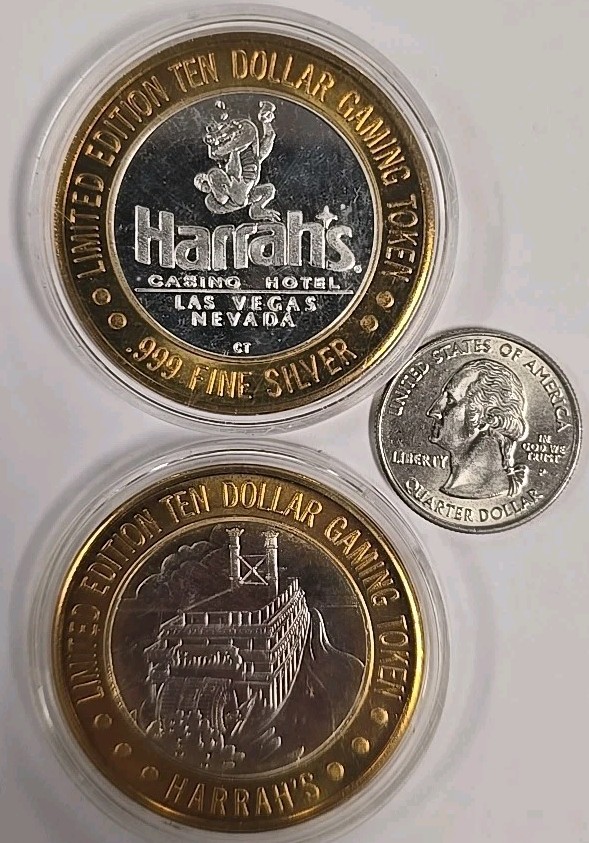 LIMITED EDITION TEN DOLLAR GAMING TOKEN
Harrah's
CASINO HOTEL
LAS VEGAS
NEVADA
CT
.999 FINE SILVER
UNITED STATES OF AMERICA
LIBERTY
IN
GOD WE
TRUST
QUARTER DOLLAR
LIMITED EDITION TEN DOLLAR GAMING TOKEN
Harrah's
HARRAH'S